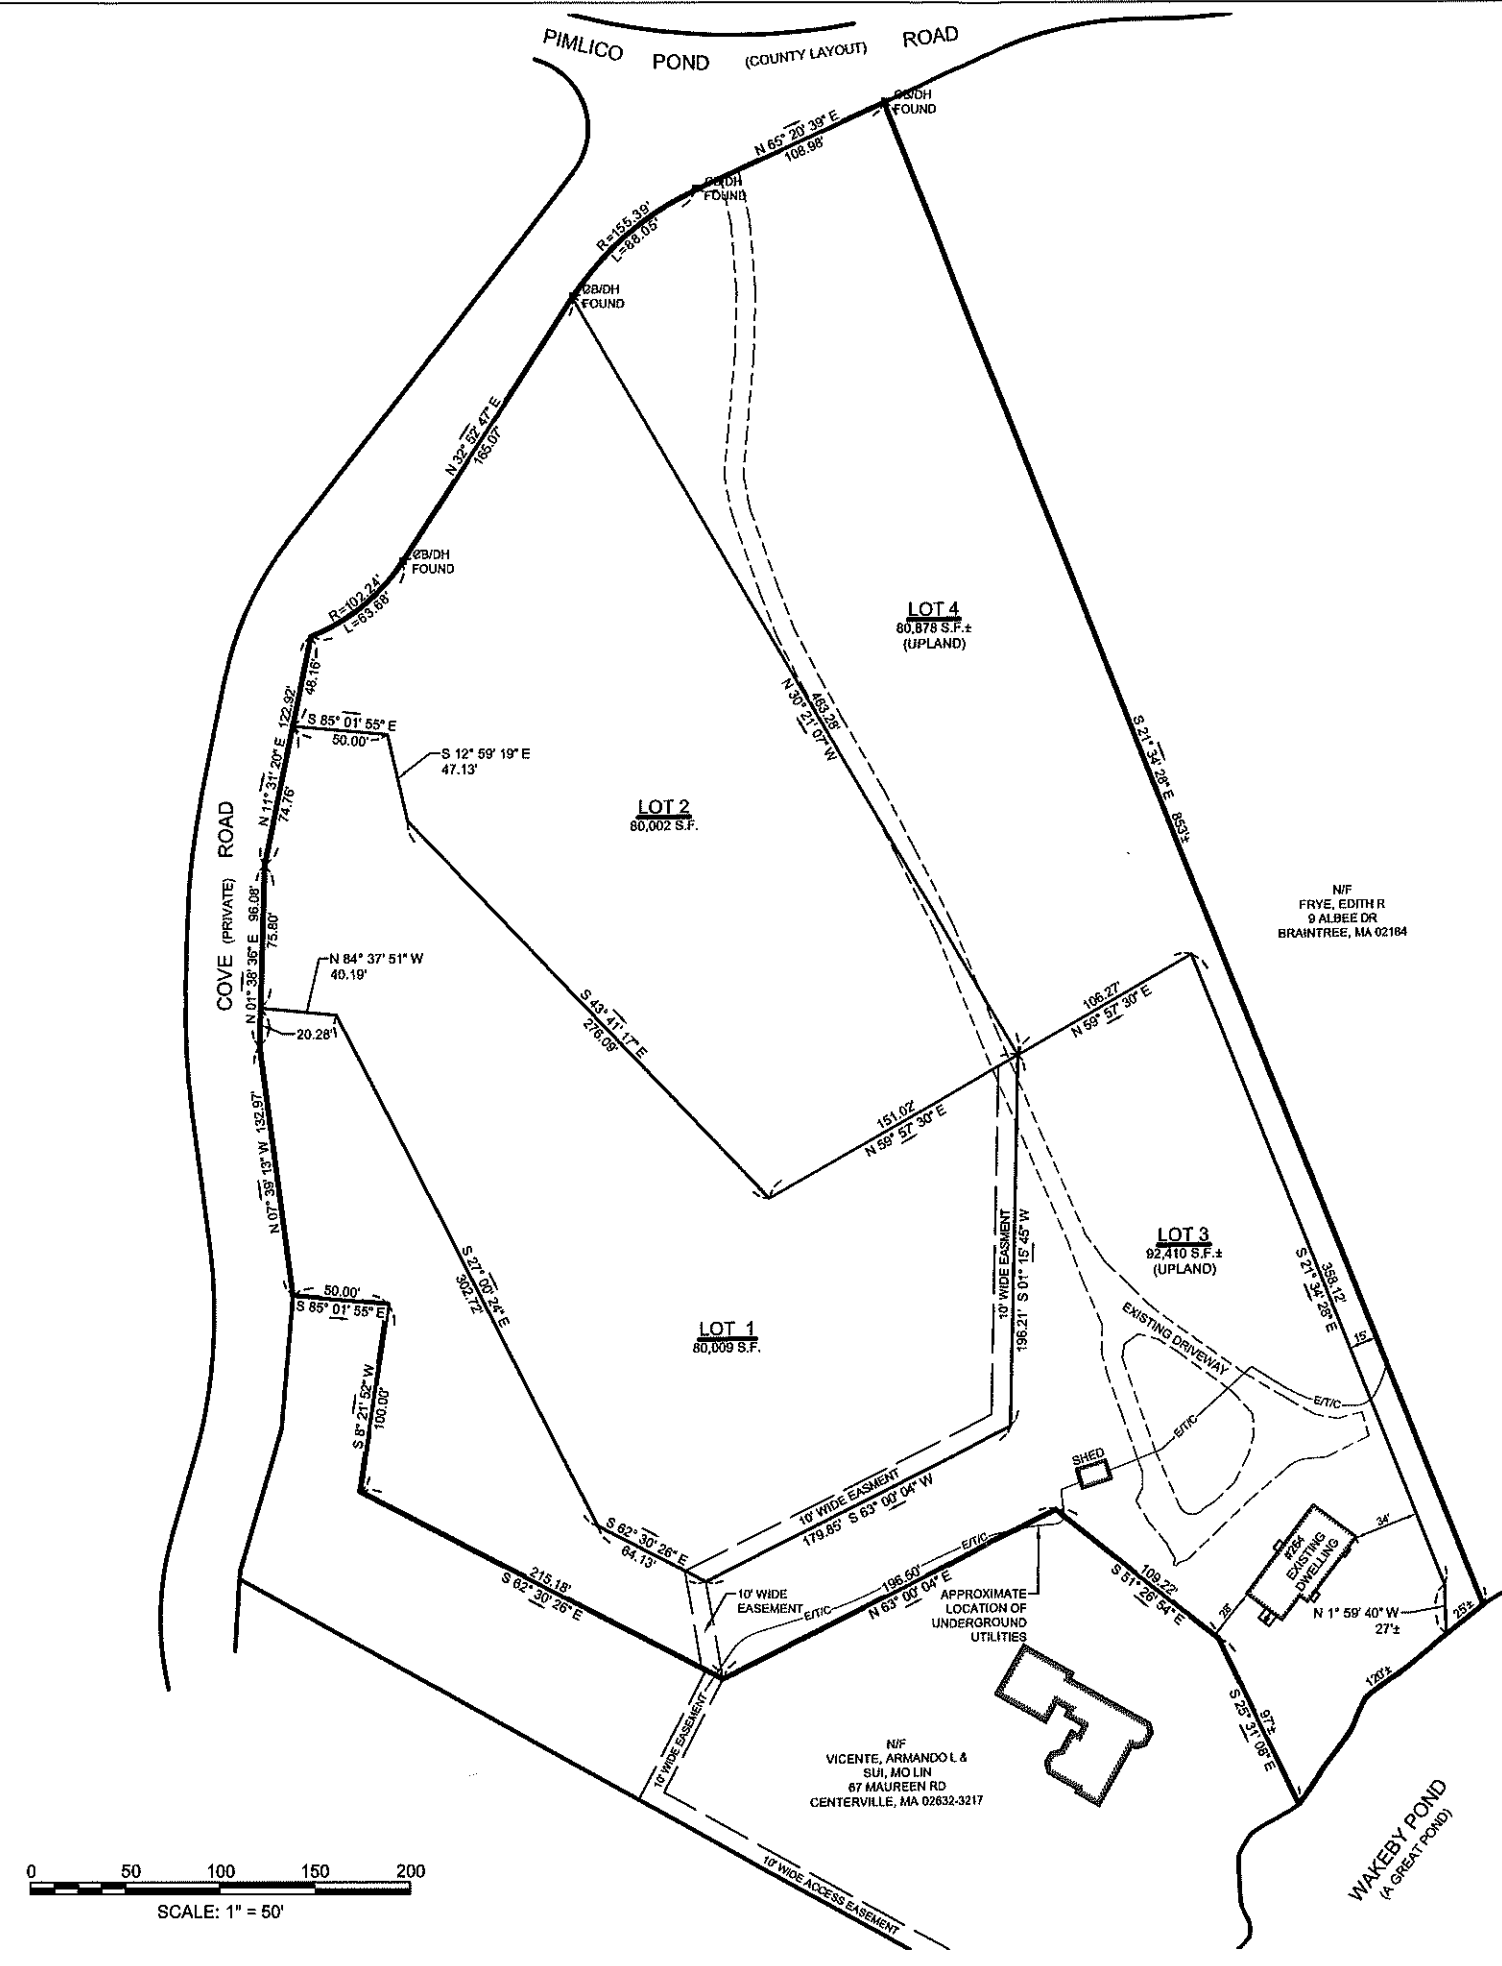 PIMLICO POND (COUNTY LAYOUT) ROAD
CB/DH
FOUND
N 65° 20' 39" E
108.98'
CB/DH
FOUND
R=155.39'
L=88.05'
CB/DH
FOUND
N 32° 52' 47" E
165.07'
CB/DH
FOUND
R=102.24'
L=63.68'
48.16'
N 11° 31' 20" E 122.92'
74.76'
S 85° 01' 55" E
50.00'
S 12° 59' 19" E
47.13'
LOT 4
80,878 S.F.±
(UPLAND)
463.28'
N 30° 21' 07" W
S 21° 34' 28" E 853'±
LOT 2
80,002 S.F.
COVE (PRIVATE) ROAD
N 01° 38' 36" E 96.08'
75.80'
N 84° 37' 51" W
40.19'
20.28'
N/F
FRYE, EDITH R
9 ALBEE DR
BRAINTREE, MA 02184
S 43° 41' 17" E
276.09'
106.27'
N 59° 57' 30" E
151.02'
N 59° 57' 30" E
N 07° 39' 13" W 132.97'
S 27° 00' 24" E
302.72'
10' WIDE EASMENT
196.21' S 01° 15' 45" W
LOT 3
92,410 S.F.±
(UPLAND)
358.12'
S 21° 34' 28" E
15'
50.00'
S 85° 01' 55" E
LOT 1
80,009 S.F.
EXISTING DRIVEWAY
E/T/C
E/T/C
S 8° 21' 52" W
100.00'
SHED
10' WIDE EASMENT
179.85' S 63° 00' 04" W
S 62° 30' 26" E
64.13'
E/T/C
34'
#264
EXISTING
DWELLING
215.18'
S 62° 30' 26" E
10' WIDE
EASEMENT
E/T/C
196.50'
N 63° 00' 04" E
APPROXIMATE
LOCATION OF
UNDERGROUND
UTILITIES
109.22'
S 51° 26' 54" E
28'
N 1° 59' 40" W
27'±
25'±
120'±
97'±
S 25° 31' 08" E
10' WIDE EASEMENT
N/F
VICENTE, ARMANDO L &
SUI, MO LIN
67 MAUREEN RD
CENTERVILLE, MA 02632-3217
WAKEBY POND
(A GREAT POND)
10' WIDE ACCESS EASEMENT
0 50 100 150 200
SCALE: 1" = 50'